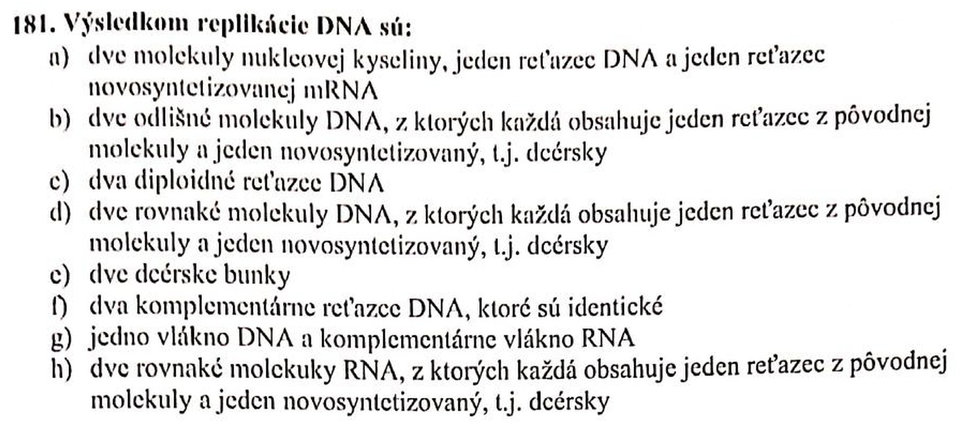 181. Výsledkom replikácie DNA sú:
a) dve molekuly nukleovej kyseliny, jeden reťazec DNA a jeden reťazec
novosyntetizovanej mRNA
b) dve odlišné molekuly DNA, z ktorých každá obsahuje jeden reťazec z pôvodnej
molekuly a jeden novosyntetizovaný, t.j. dcérsky
c) dva diploidné reťazce DNA
d) dve rovnaké molekuly DNA, z ktorých každá obsahuje jeden reťazec z pôvodnej
molekuly a jeden novosyntetizovaný, t.j. dcérsky
e) dve dcérske bunky
f) dva komplementárne reťazce DNA, ktoré sú identické
g) jedno vlákno DNA a komplementárne vlákno RNA
h) dve rovnaké molekuky RNA, z ktorých každá obsahuje jeden reťazec z pôvodnej
molekuly a jeden novosyntetizovaný, t.j. dcérsky